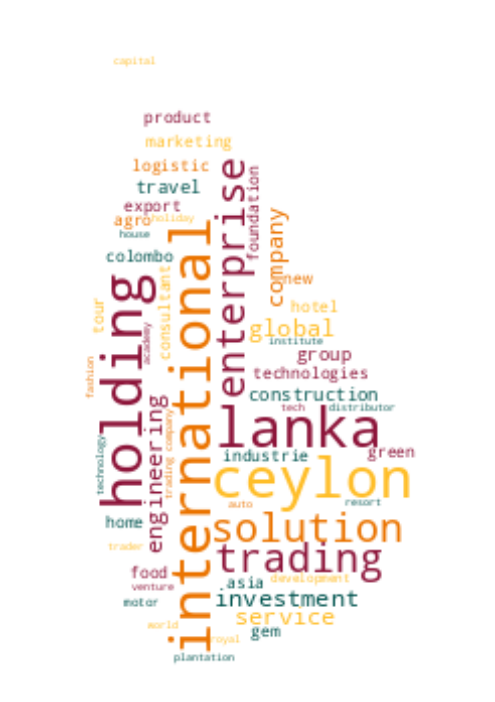 capital
product
marketing
logistic
travel
export
agro
holiday
house
colombo
enterprise
foundation
company
international
consultant
holding
academy
tour
new
hotel
global
institute
group
technologies
fashion
construction
tech
distributor
engineering
trading company
technology
lanka
green
industrie
ceylon
auto
resort
home
solution
trader
trading
food
venture
asia
development
motor
investment
service
world
gem
royal
plantation